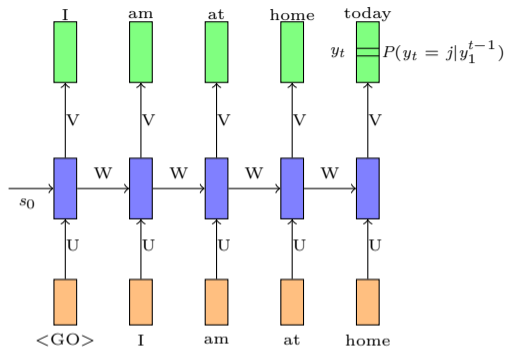 I am at home today
y_t P(y_t = j|y_1^{t-1})
V V V V V
W W W W
s_0
U U U U U
<GO> I am at home